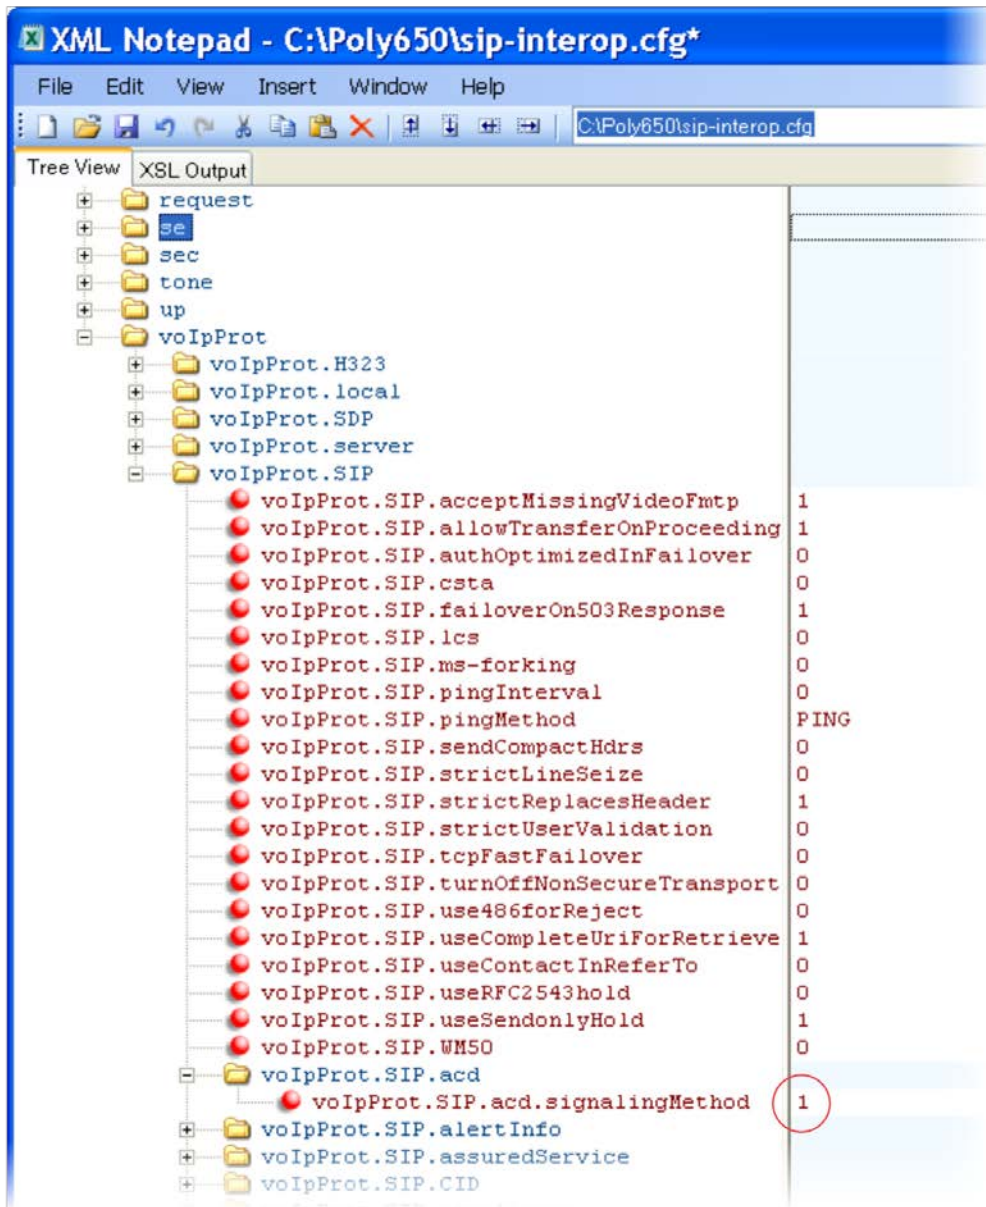 XML Notepad - C:\Poly650\sip-interop.cfg*
File Edit View Insert Window Help
C:\Poly650\sip-interop.cfg
Tree View XSL Output
request
se
sec
tone
up
voIpProt
voIpProt.H323
voIpProt.local
voIpProt.SDP
voIpProt.server
voIpProt.SIP
voIpProt.SIP.acceptMissingVideoFmtp 1
voIpProt.SIP.allowTransferOnProceeding 1
voIpProt.SIP.authOptimizedInFailover 0
voIpProt.SIP.csta 0
voIpProt.SIP.failoverOn503Response 1
voIpProt.SIP.lcs 0
voIpProt.SIP.ms-forking 0
voIpProt.SIP.pingInterval 0
voIpProt.SIP.pingMethod PING
voIpProt.SIP.sendCompactHdrs 0
voIpProt.SIP.strictLineSeize 0
voIpProt.SIP.strictReplacesHeader 1
voIpProt.SIP.strictUserValidation 0
voIpProt.SIP.tcpFastFailover 0
voIpProt.SIP.turnOffNonSecureTransport 0
voIpProt.SIP.use486forReject 0
voIpProt.SIP.useCompleteUriForRetrieve 1
voIpProt.SIP.useContactInReferTo 0
voIpProt.SIP.useRFC2543hold 0
voIpProt.SIP.useSendonlyHold 1
voIpProt.SIP.WM50 0
voIpProt.SIP.acd
voIpProt.SIP.acd.signalingMethod 1
voIpProt.SIP.alertInfo
voIpProt.SIP.assuredService
voIpProt.SIP.CID